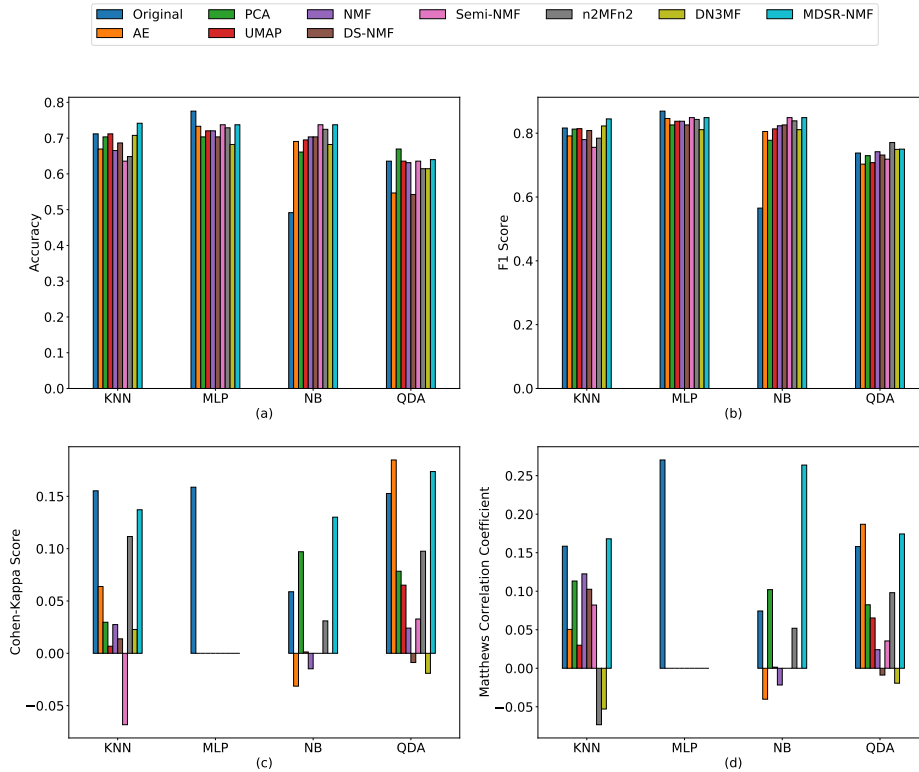 Original PCA NMF Semi-NMF n2MFn2 DN3MF MDSR-NMF
AE UMAP DS-NMF
Accuracy
0.8
0.7
0.6
0.5
0.4
0.3
0.2
0.1
0.0
KNN MLP NB QDA
(a)
F1 Score
0.8
0.6
0.4
0.2
0.0
KNN MLP NB QDA
(b)
Cohen-Kappa Score
0.15
0.10
0.05
0.00
−0.05
KNN MLP NB QDA
(c)
Matthews Correlation Coefficient
0.25
0.20
0.15
0.10
0.05
0.00
−0.05
KNN MLP NB QDA
(d)